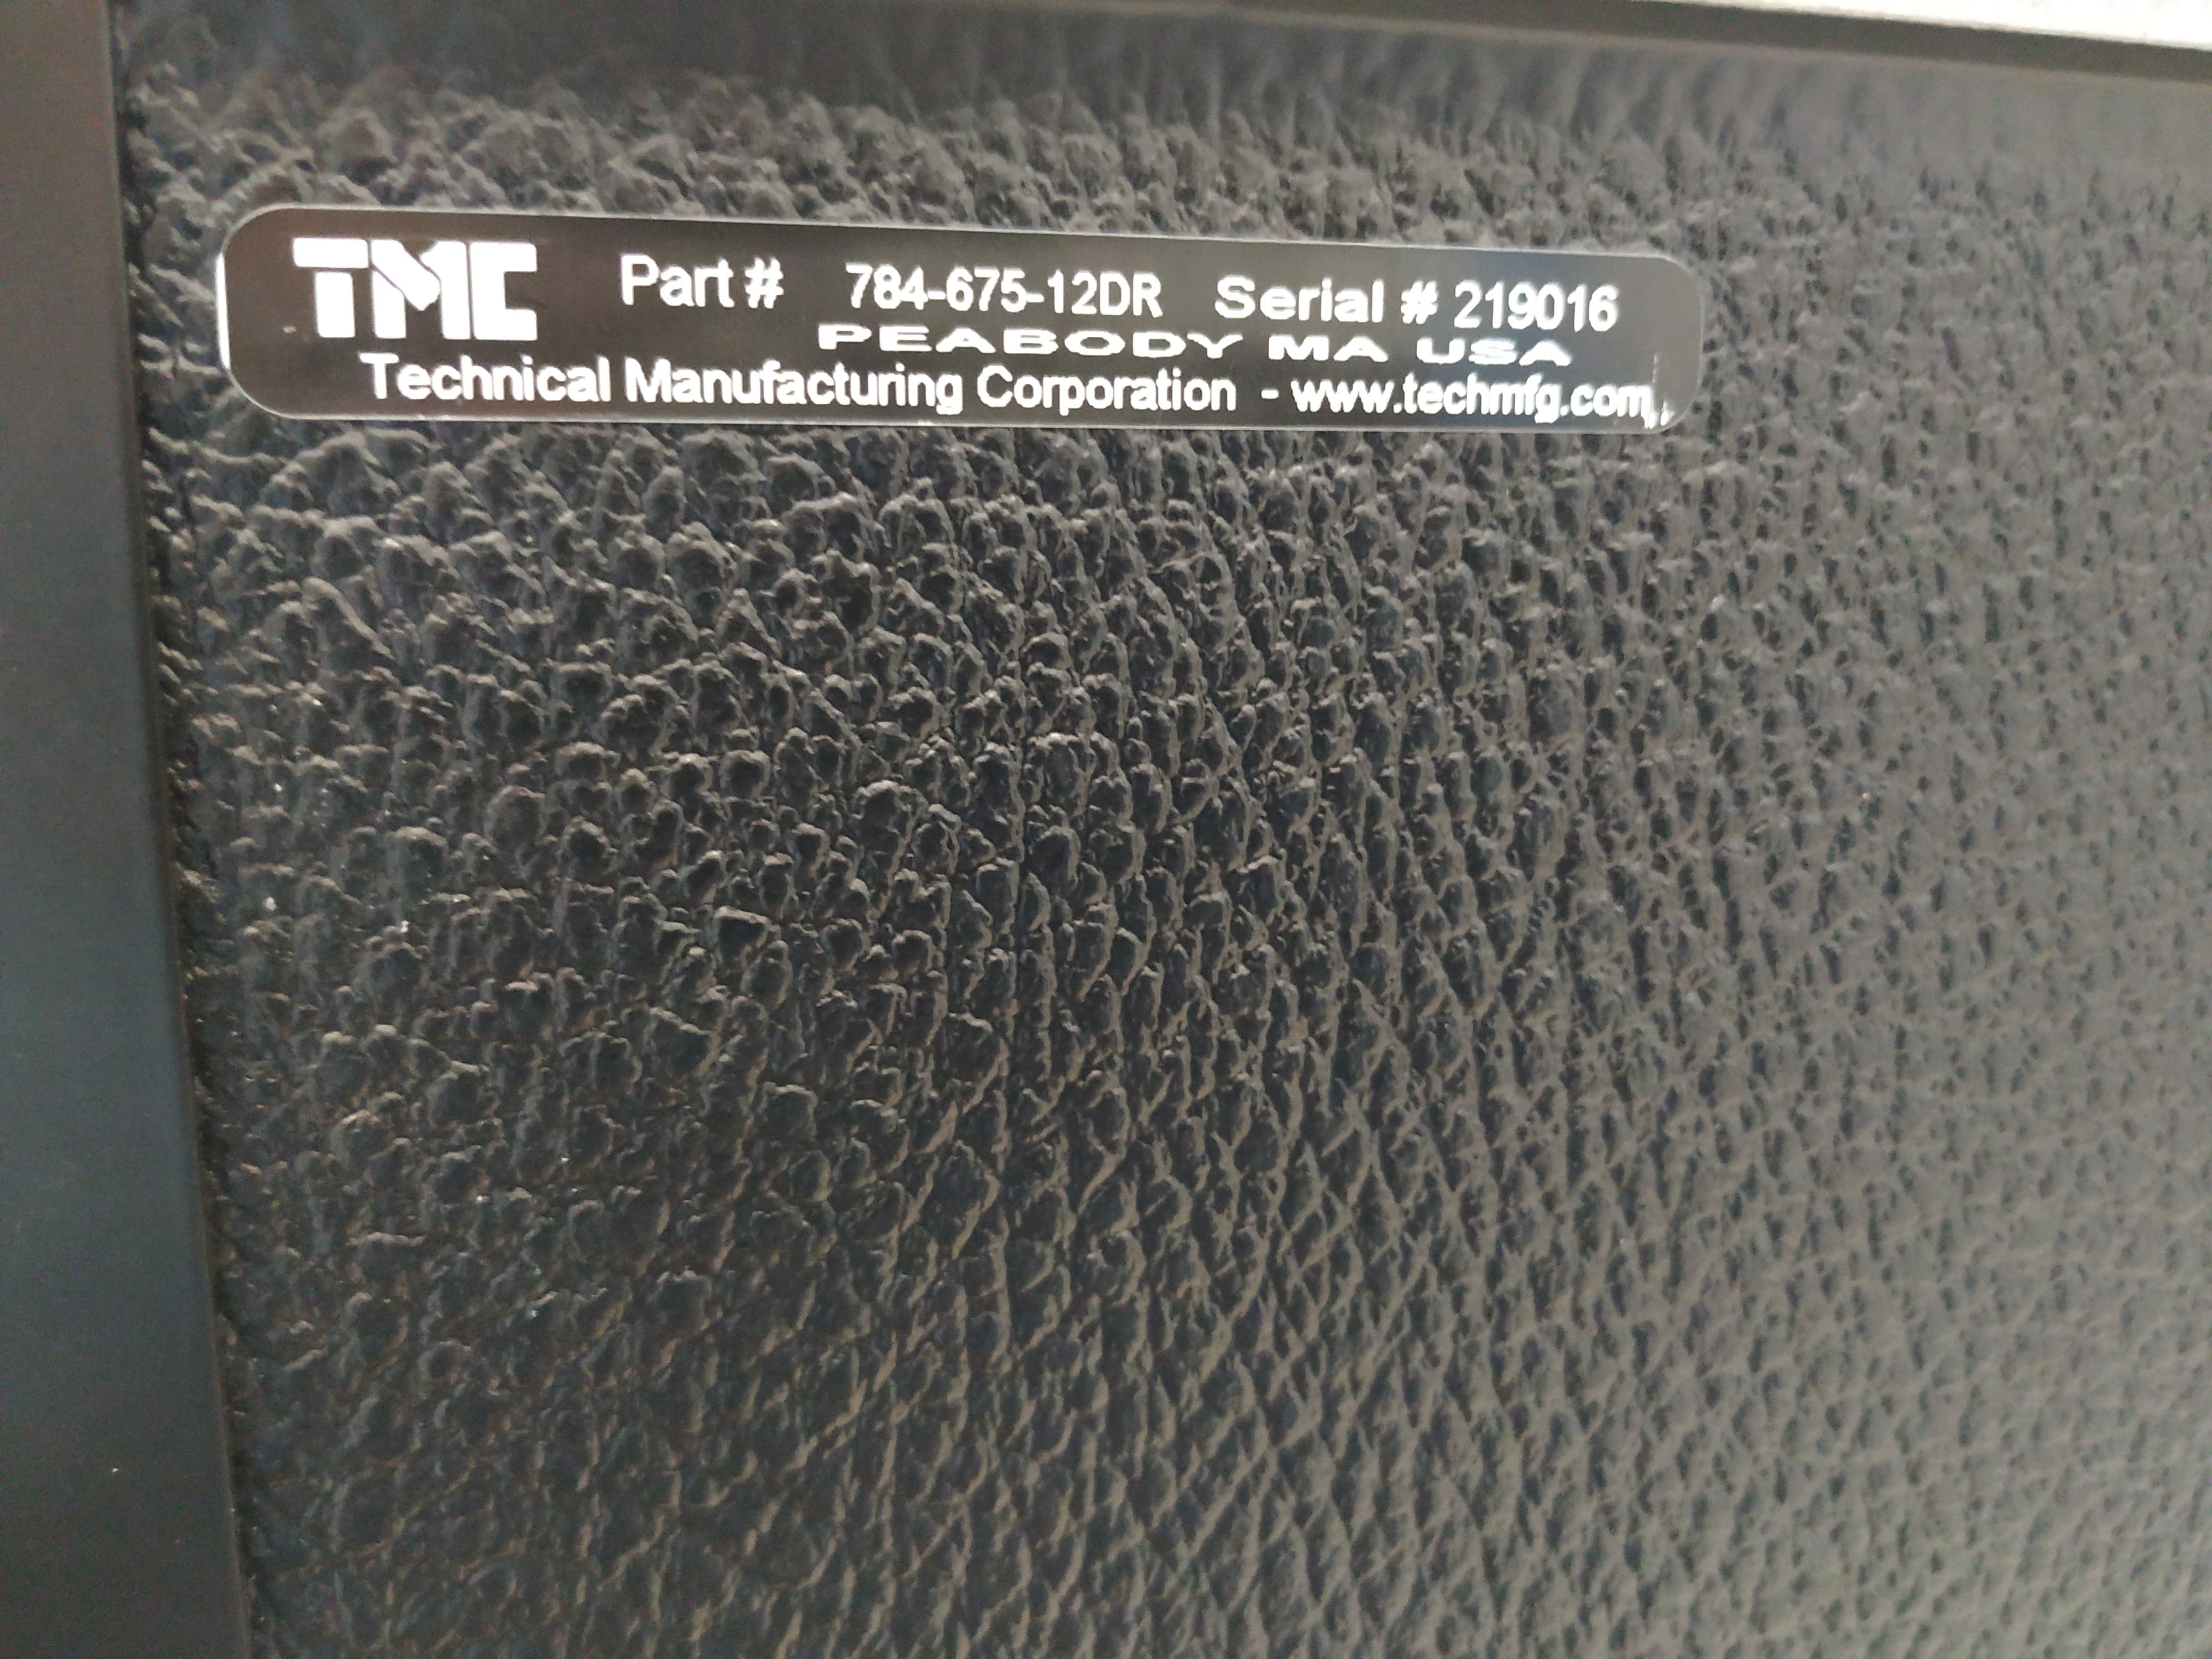 TMC Part # 784-675-12DR Serial # 219016
PEABODY MA USA
Technical Manufacturing Corporation - www.techmfg.com